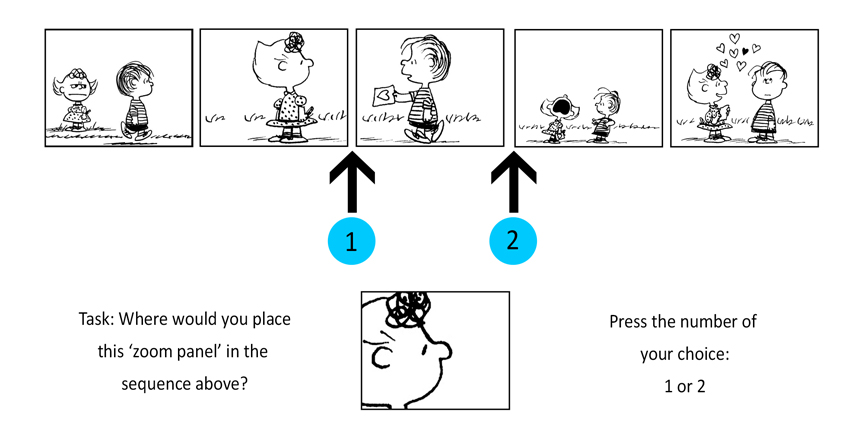 1
2
Task: Where would you place
this ‘zoom panel’ in the
sequence above?
Press the number of
your choice:
1 or 2